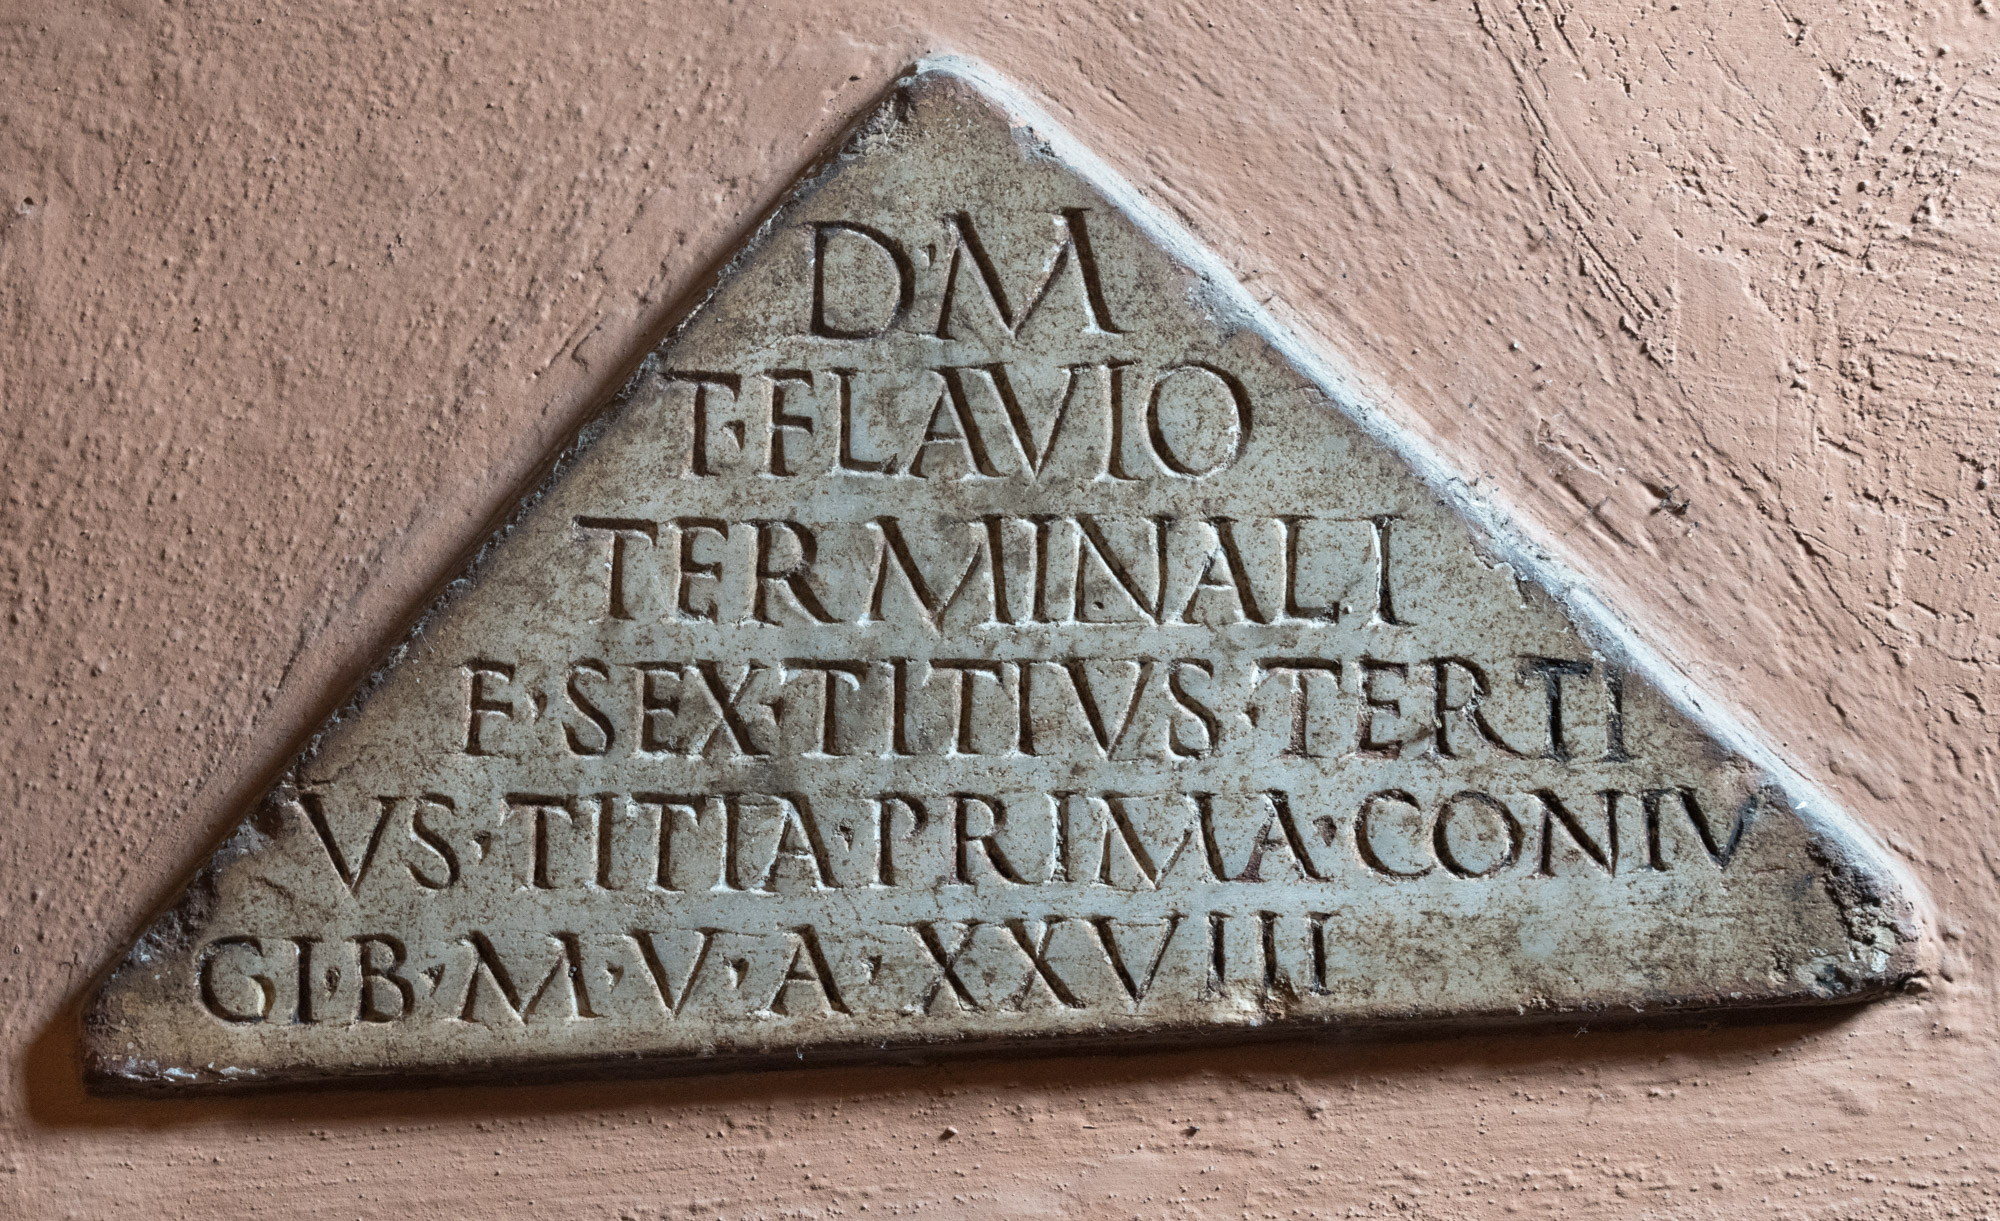 D·M
T·FLAVIO
TERMINALI
F·SEX·TITIVS·TERTI
VS·TITIA·PRIMA·CONIV
GI·B·M·V·A·XXVIII